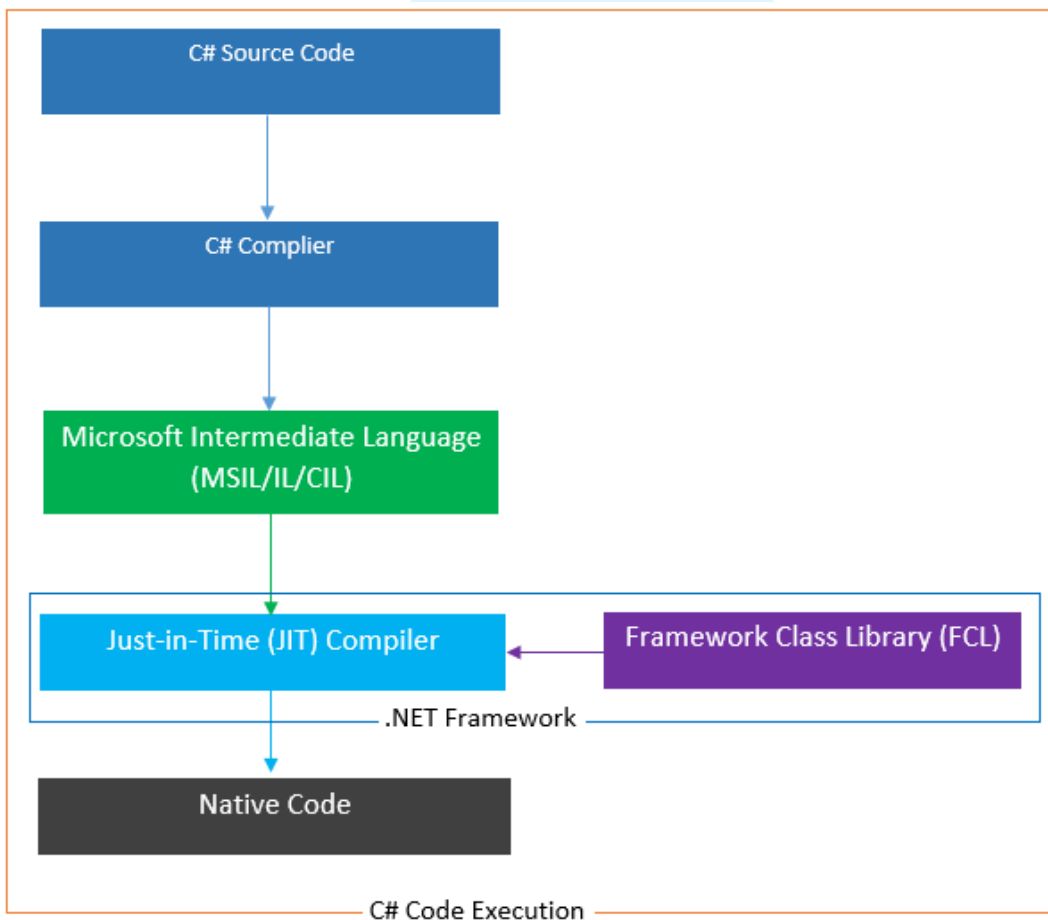 C# Source Code
C# Complier
Microsoft Intermediate Language
(MSIL/IL/CIL)
Just-in-Time (JIT) Compiler
Framework Class Library (FCL)
.NET Framework
Native Code
C# Code Execution